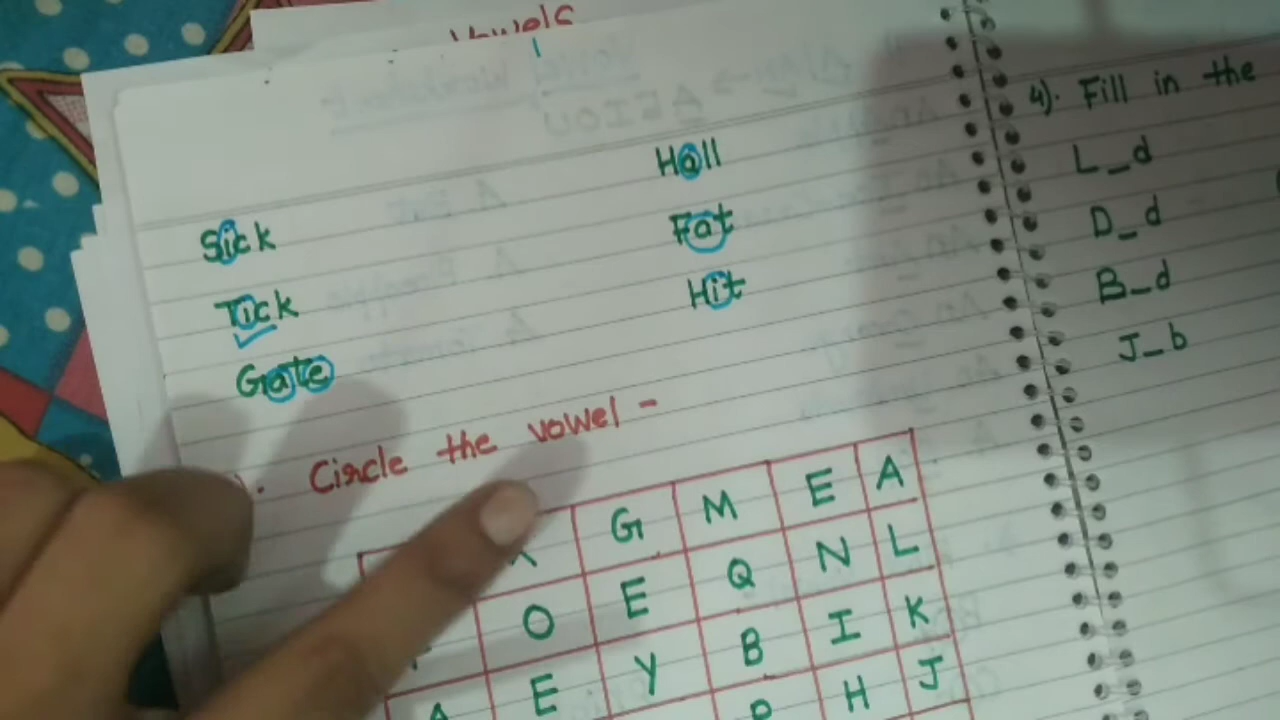 Vowels
Hall
Sick
Fat
Tick
Hit
Gate
Circle the vowel -
G M E A
O E Q N L
A E Y B I K
H J
4). Fill in the
L_d
D_d
B_d
J_b